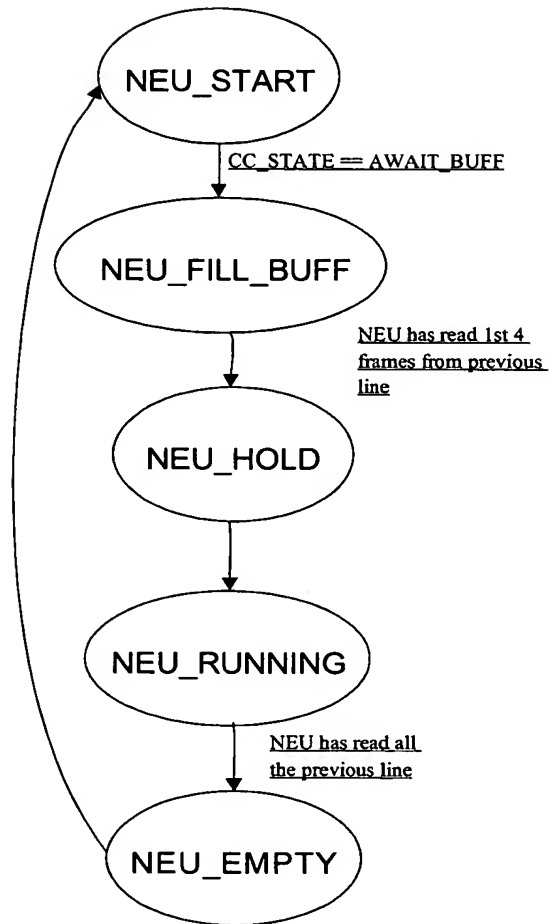 NEU_START
CC_STATE == AWAIT_BUFF
NEU_FILL_BUFF
NEU has read 1st 4
frames from previous
line
NEU_HOLD
NEU_RUNNING
NEU has read all
the previous line
NEU_EMPTY